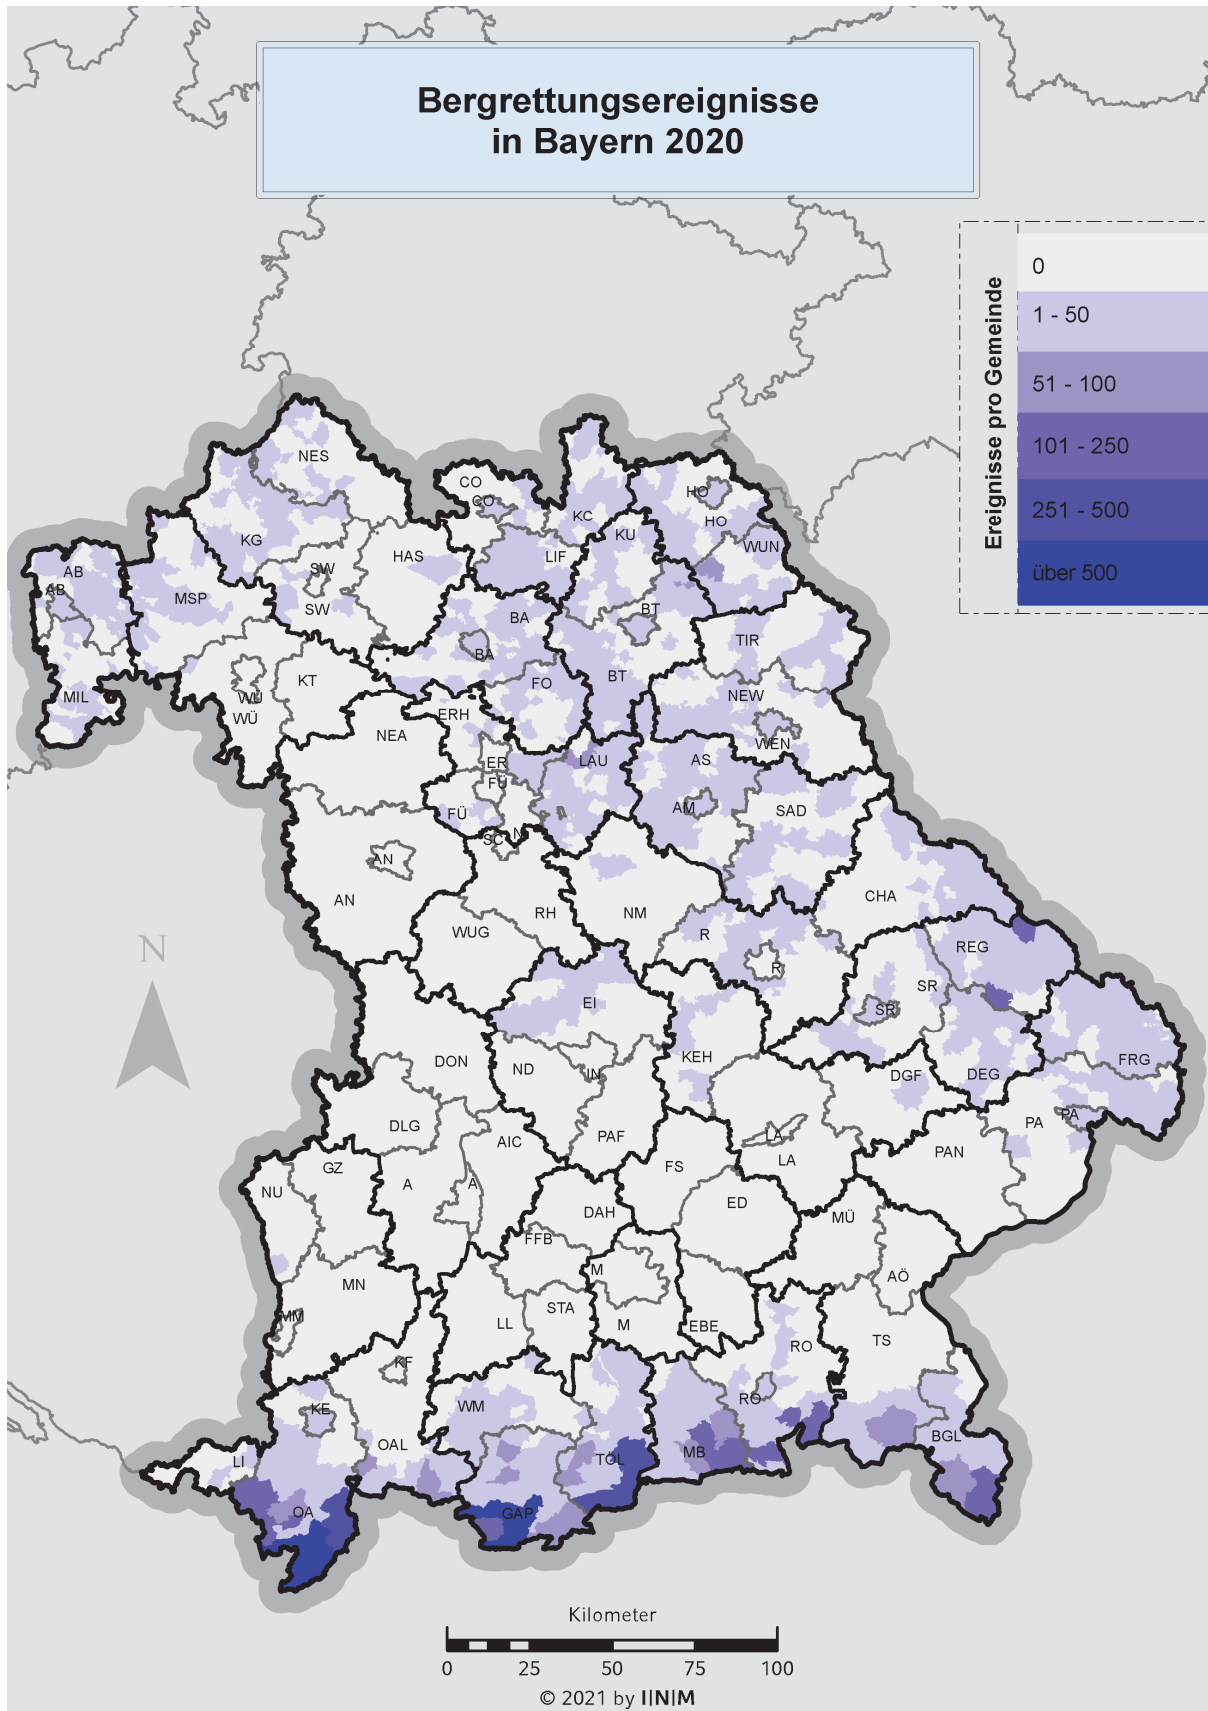 Bergrettungsereignisse
in Bayern 2020
Ereignisse pro Gemeinde
0
1 - 50
51 - 100
101 - 250
251 - 500
über 500
NES
CO
CO
HO
HO
KC
KU
KG
HAS
LIF
WUN
SW
SW
AB
AB
MSP
BA
BT
BA
TIR
MIL
KT
FO
BT
NEW
WÜ
WÜ
ERH
NEA
WEN
ER
LAU
AS
FÜ
FÜ
AM
SAD
N
SC
AN
AN
CHA
RH
NM
WUG
R
R
REG
N
EI
SR
SR
KEH
DON
ND
IN
DGF
DEG
FRG
DLG
AIC
PAF
LA
LA
PA
PA
PAN
GZ
FS
NU
A
A
ED
DAH
MÜ
FFB
M
MN
AÖ
STA
MM
LL
M
EBE
TS
RO
KF
RO
KE
WM
OAL
BGL
LI
TÖL
MB
OA
GAP
Kilometer
0 25 50 75 100
© 2021 by I|N|M